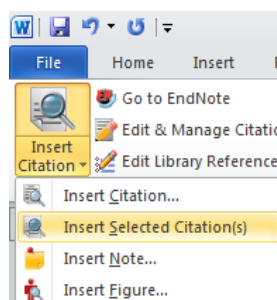 W
File Home Insert
Go to EndNote
Edit & Manage
Insert
Citation Edit Library Reference
Insert Citation...
Insert Selected Citation(s)
Insert Note...
Insert Figure...